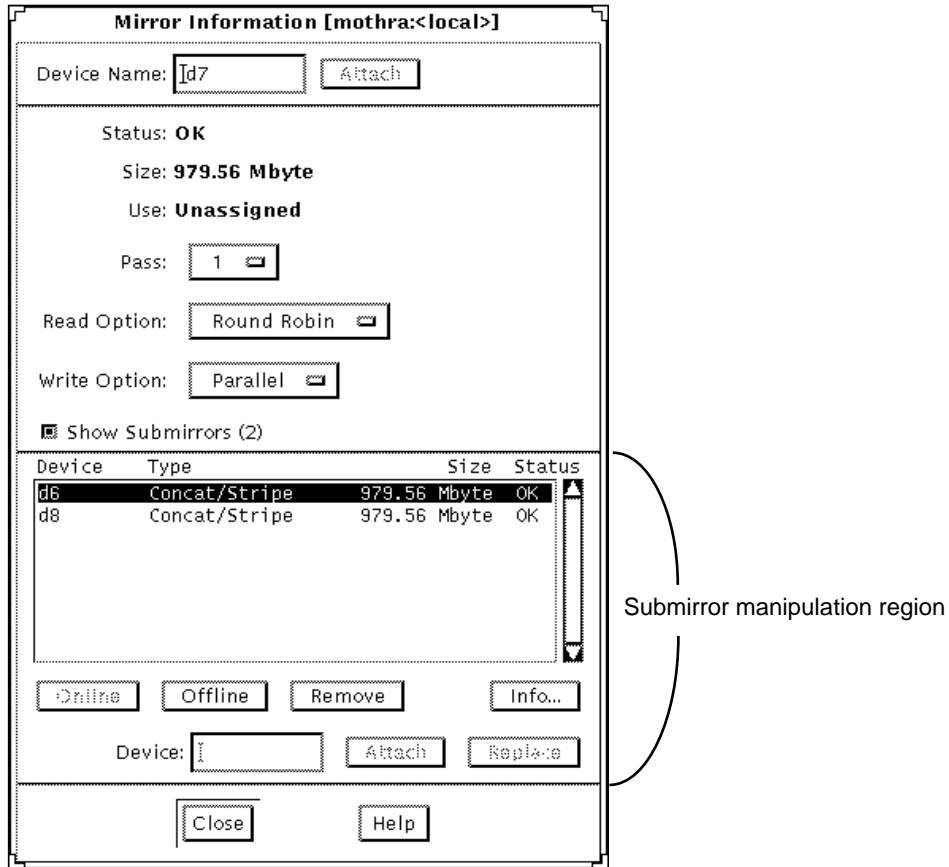 Mirror Information [mothra:<local>]
Device Name: d7 Attach
Status: OK
Size: 979.56 Mbyte
Use: Unassigned
Pass: 1
Read Option: Round Robin
Write Option: Parallel
Show Submirrors (2)
Device Type Size Status
d6 Concat/Stripe 979.56 Mbyte OK
d8 Concat/Stripe 979.56 Mbyte OK
Submirror manipulation region
Online Offline Remove Info...
Device: Attach Replace
Close Help